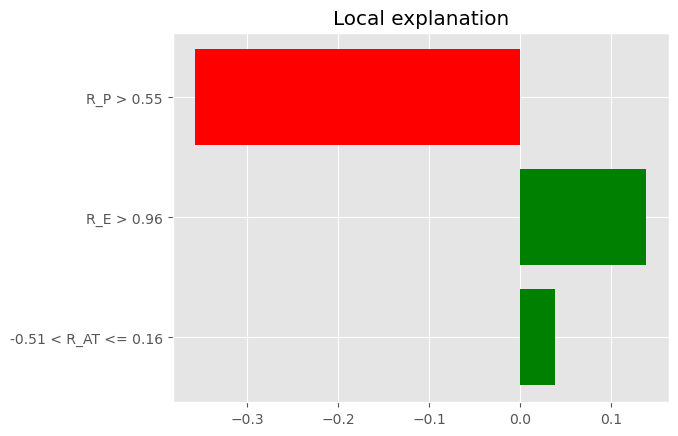 Local explanation
R_P > 0.55
R_E > 0.96
-0.51 < R_AT <= 0.16
−0.3 −0.2 −0.1 0.0 0.1